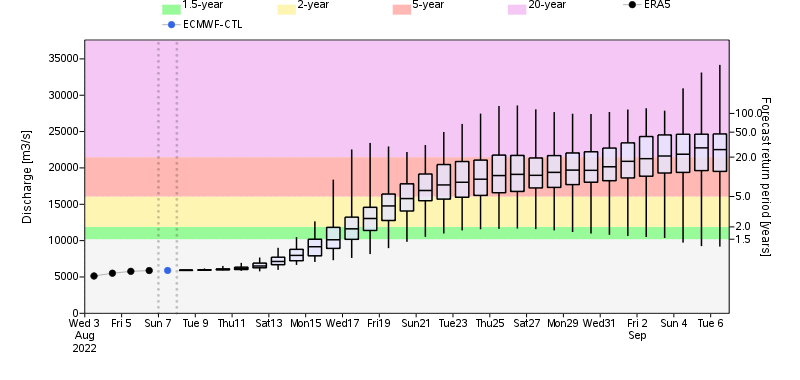 1.5-year 2-year 5-year 20-year ERA5
ECMWF-CTL
Discharge [m3/s]
35000
30000
25000
20000
15000
10000
5000
0
100.0
50.0
20.0
5.0
2.0
1.5
Forecast return period [years]
Wed 3 Fri 5 Sun 7 Tue 9 Thu11 Sat13 Mon15 Wed17 Fri19 Sun21 Tue23 Thu25 Sat27 Mon29 Wed31 Fri 2 Sun 4 Tue 6
Aug Sep
2022